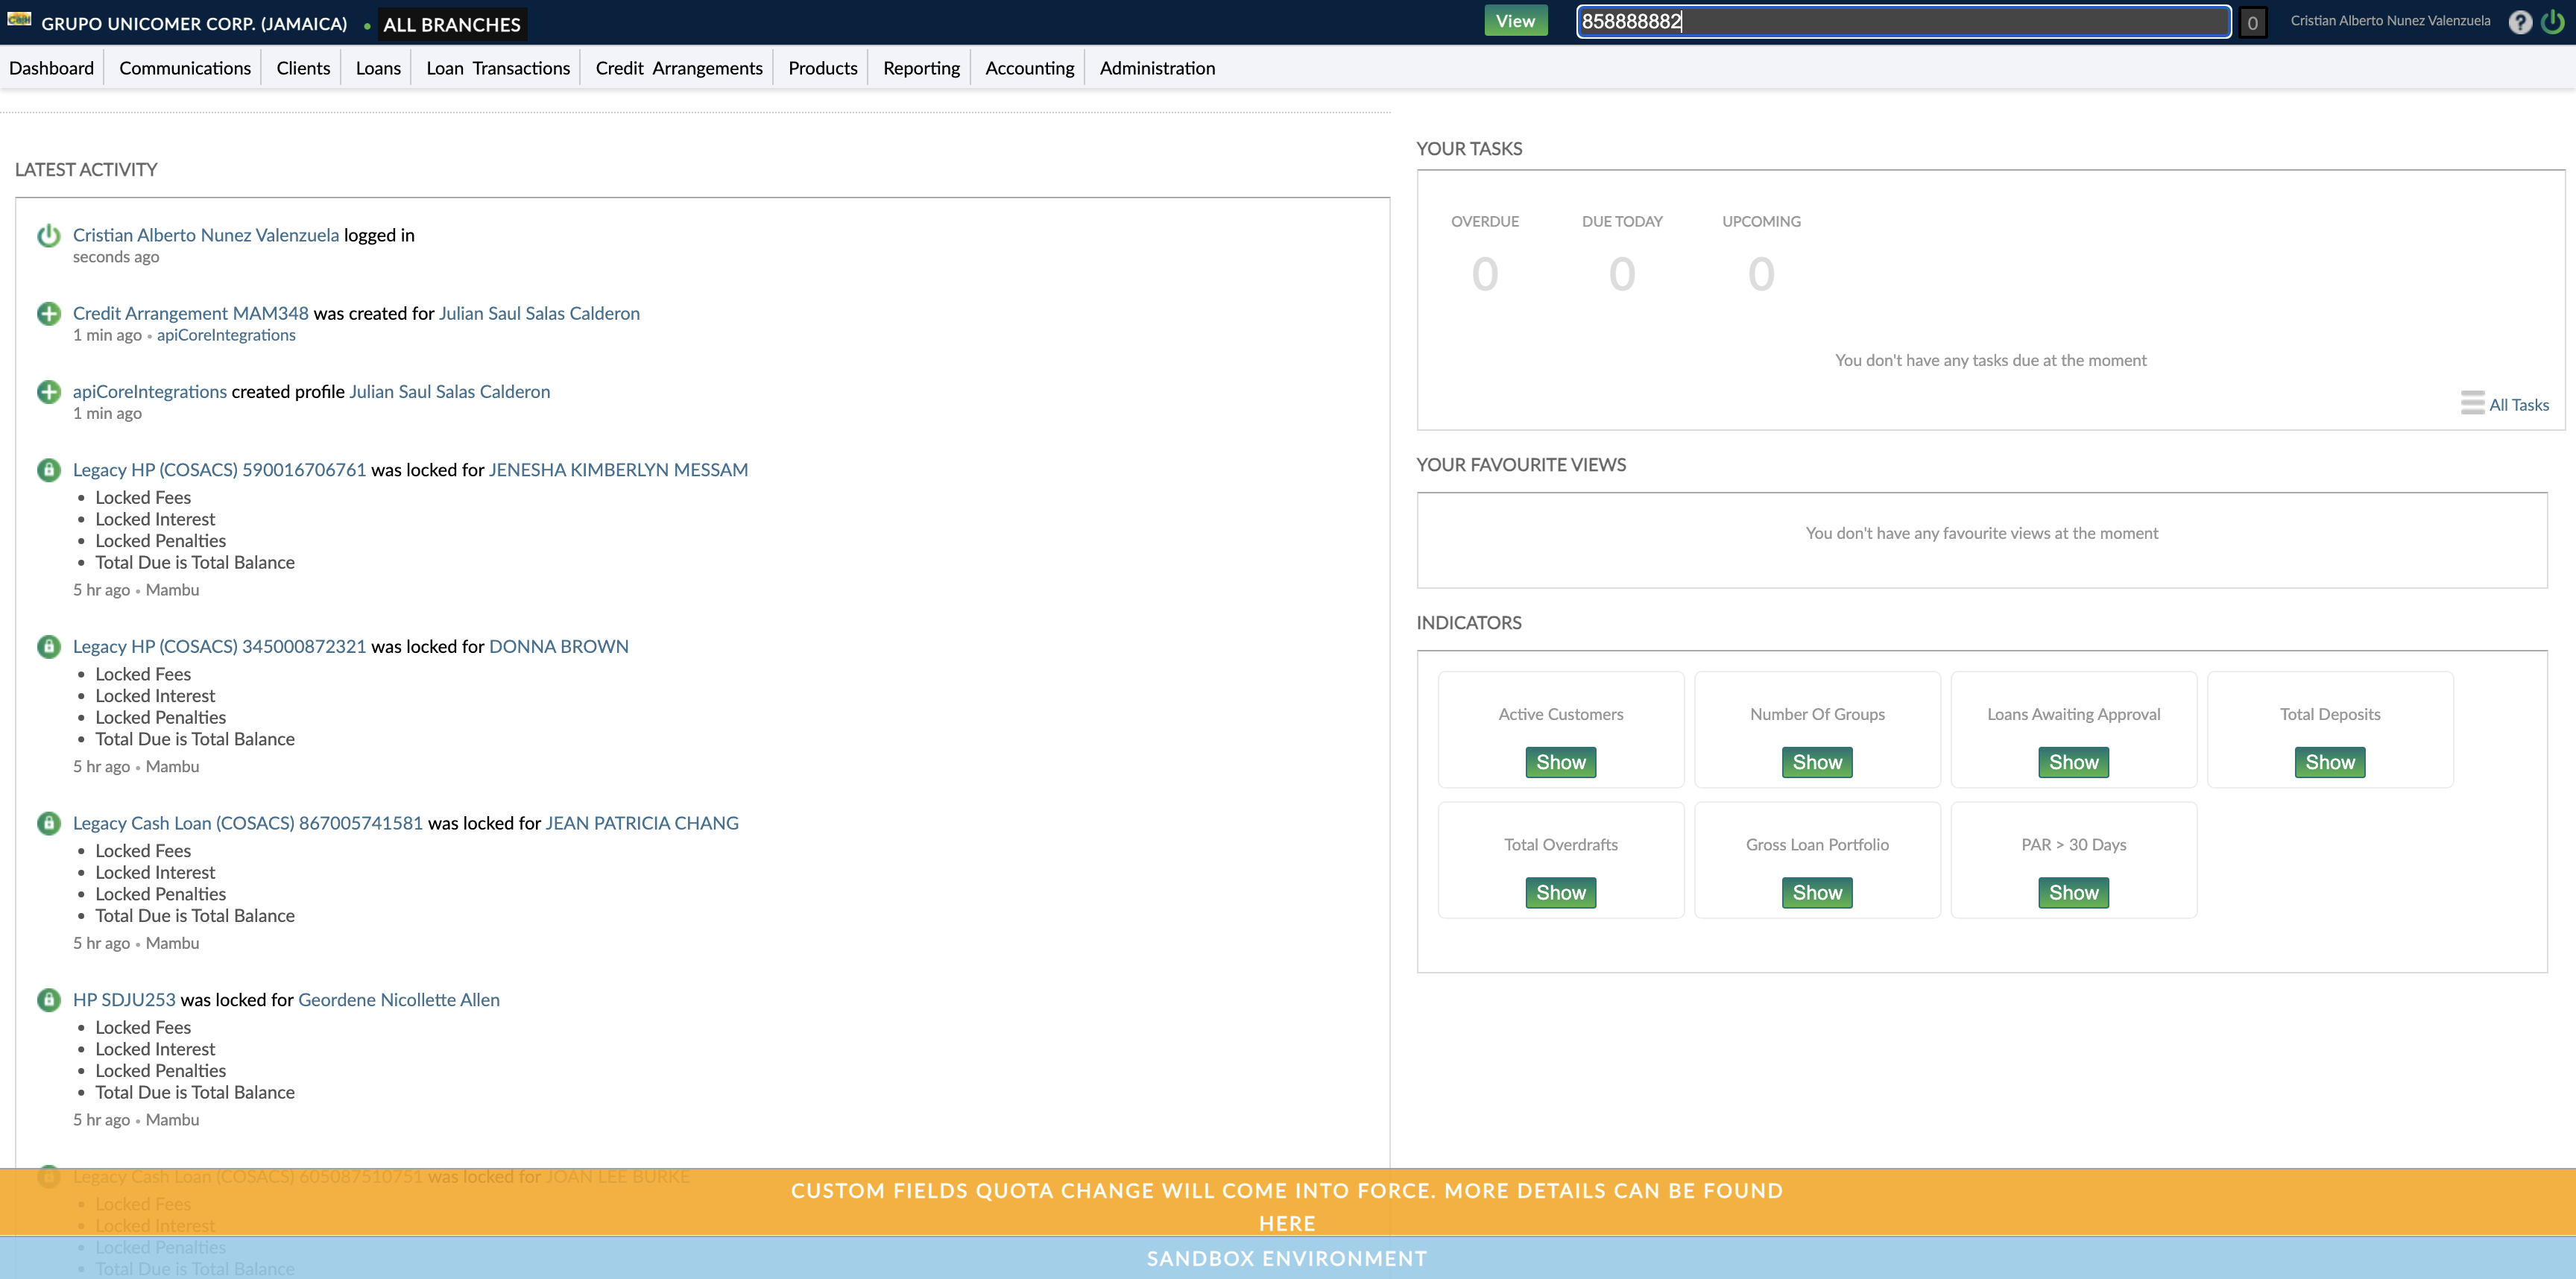 GRUPO UNICOMER CORP. (JAMAICA) • ALL BRANCHES
View
858888882
0
Cristian Alberto Nunez Valenzuela
?
Dashboard
Communications
Clients
Loans
Loan Transactions
Credit Arrangements
Products
Reporting
Accounting
Administration
LATEST ACTIVITY
Cristian Alberto Nunez Valenzuela logged in
seconds ago
Credit Arrangement MAM348 was created for Julian Saul Salas Calderon
1 min ago • apiCoreIntegrations
apiCoreIntegrations created profile Julian Saul Salas Calderon
1 min ago
Legacy HP (COSACS) 590016706761 was locked for JENESHA KIMBERLYN MESSAM
• Locked Fees
• Locked Interest
• Locked Penalties
• Total Due is Total Balance
5 hr ago • Mambu
Legacy HP (COSACS) 345000872321 was locked for DONNA BROWN
• Locked Fees
• Locked Interest
• Locked Penalties
• Total Due is Total Balance
5 hr ago • Mambu
Legacy Cash Loan (COSACS) 867005741581 was locked for JEAN PATRICIA CHANG
• Locked Fees
• Locked Interest
• Locked Penalties
• Total Due is Total Balance
5 hr ago • Mambu
HP SDJU253 was locked for Geordene Nicollette Allen
• Locked Fees
• Locked Interest
• Locked Penalties
• Total Due is Total Balance
5 hr ago • Mambu
Legacy Cash Loan (COSACS) 605087510751 was locked for JOAN LEE BURKE
• Locked Fees
• Locked Interest
• Locked Penalties
• Total Due is Total Balance
YOUR TASKS
OVERDUE
DUE TODAY
UPCOMING
0
0
0
You don't have any tasks due at the moment
All Tasks
YOUR FAVOURITE VIEWS
You don't have any favourite views at the moment
INDICATORS
Active Customers
Show
Number Of Groups
Show
Loans Awaiting Approval
Show
Total Deposits
Show
Total Overdrafts
Show
Gross Loan Portfolio
Show
PAR > 30 Days
Show
CUSTOM FIELDS QUOTA CHANGE WILL COME INTO FORCE. MORE DETAILS CAN BE FOUND
HERE
SANDBOX ENVIRONMENT